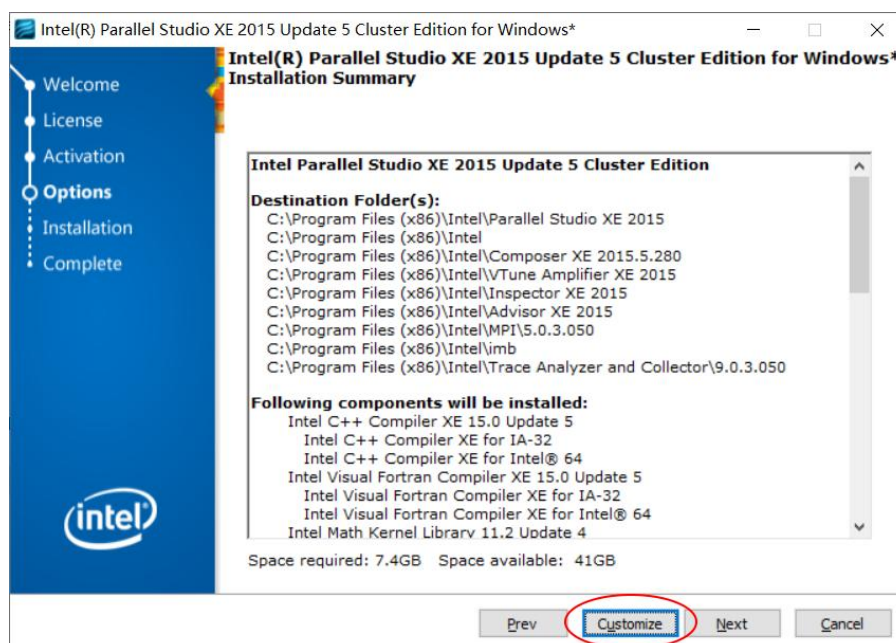 Intel(R) Parallel Studio XE 2015 Update 5 Cluster Edition for Windows*
Intel(R) Parallel Studio XE 2015 Update 5 Cluster Edition for Windows*
Installation Summary
Welcome
License
Activation
Options
Installation
Complete
Intel Parallel Studio XE 2015 Update 5 Cluster Edition
Destination Folder(s):
C:\Program Files (x86)\Intel\Parallel Studio XE 2015
C:\Program Files (x86)\Intel
C:\Program Files (x86)\Intel\Composer XE 2015.5.280
C:\Program Files (x86)\Intel\VTune Amplifier XE 2015
C:\Program Files (x86)\Intel\Inspector XE 2015
C:\Program Files (x86)\Intel\Advisor XE 2015
C:\Program Files (x86)\Intel\MPI\5.0.3.050
C:\Program Files (x86)\Intel\imb
C:\Program Files (x86)\Intel\Trace Analyzer and Collector\9.0.3.050
Following components will be installed:
Intel C++ Compiler XE 15.0 Update 5
Intel C++ Compiler XE for IA-32
Intel C++ Compiler XE for Intel® 64
Intel Visual Fortran Compiler XE 15.0 Update 5
Intel Visual Fortran Compiler XE for IA-32
Intel Visual Fortran Compiler XE for Intel® 64
Intel Math Kernel Library 11.2 Update 4
Space required: 7.4GB Space available: 41GB
intel
Prev Customize Next Cancel